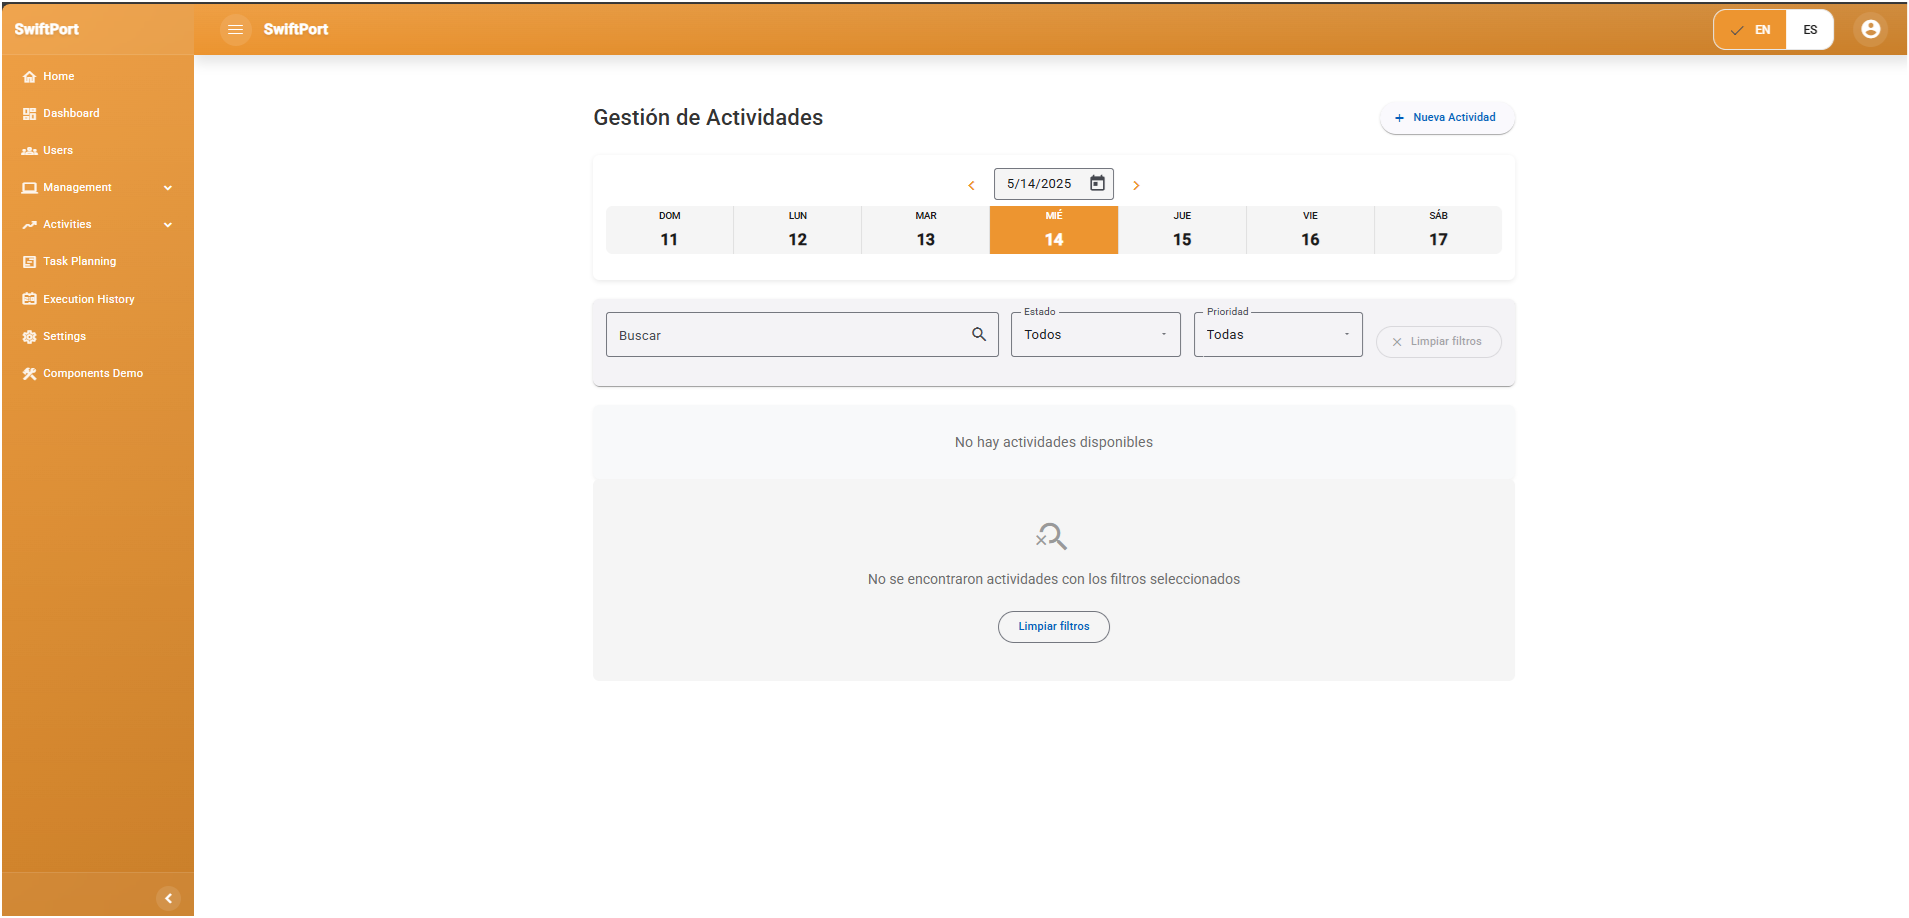 SwiftPort
SwiftPort
EN
ES
Home
Dashboard
Users
Management
Activities
Task Planning
Execution History
Settings
Components Demo
Gestión de Actividades
+ Nueva Actividad
5/14/2025
DOM LUN MAR MIÉ JUE VIE SÁB
11 12 13 14 15 16 17
Buscar
Estado
Todos
Prioridad
Todas
Limpiar filtros
No hay actividades disponibles
No se encontraron actividades con los filtros seleccionados
Limpiar filtros